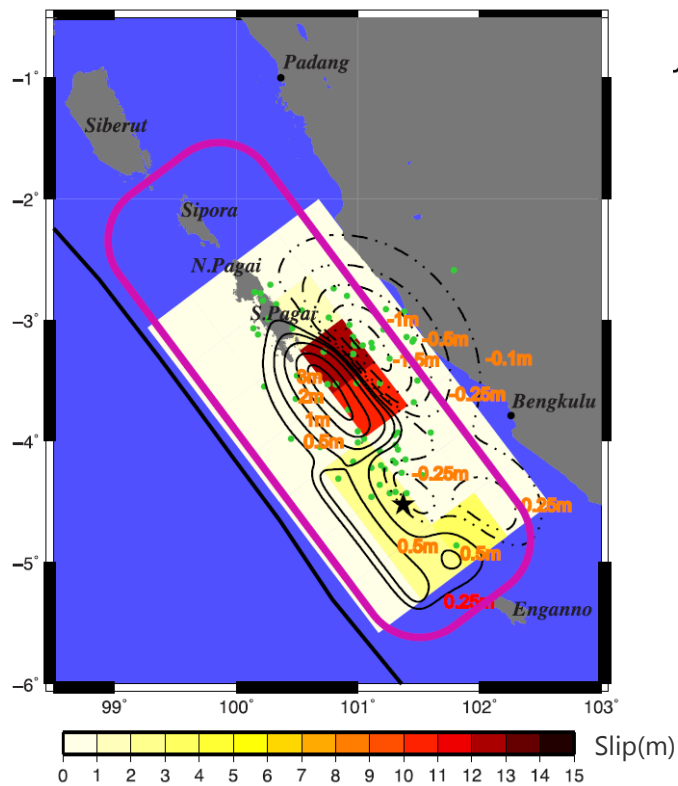 Padang
−1°
Siberut
−2°
Sipora
N.Pagai
S.Pagai
−3°
-1m
-0.5m
-1.5m
-0.1m
3m
2m
-0.25m
Bengkulu
1m
−4°
0.5m
-0.25m
0.25m
0.5m
0.5m
−5°
0.25m
Enganno
−6°
99° 100° 101° 102° 103°
Slip(m)
0 1 2 3 4 5 6 7 8 9 10 11 12 13 14 15